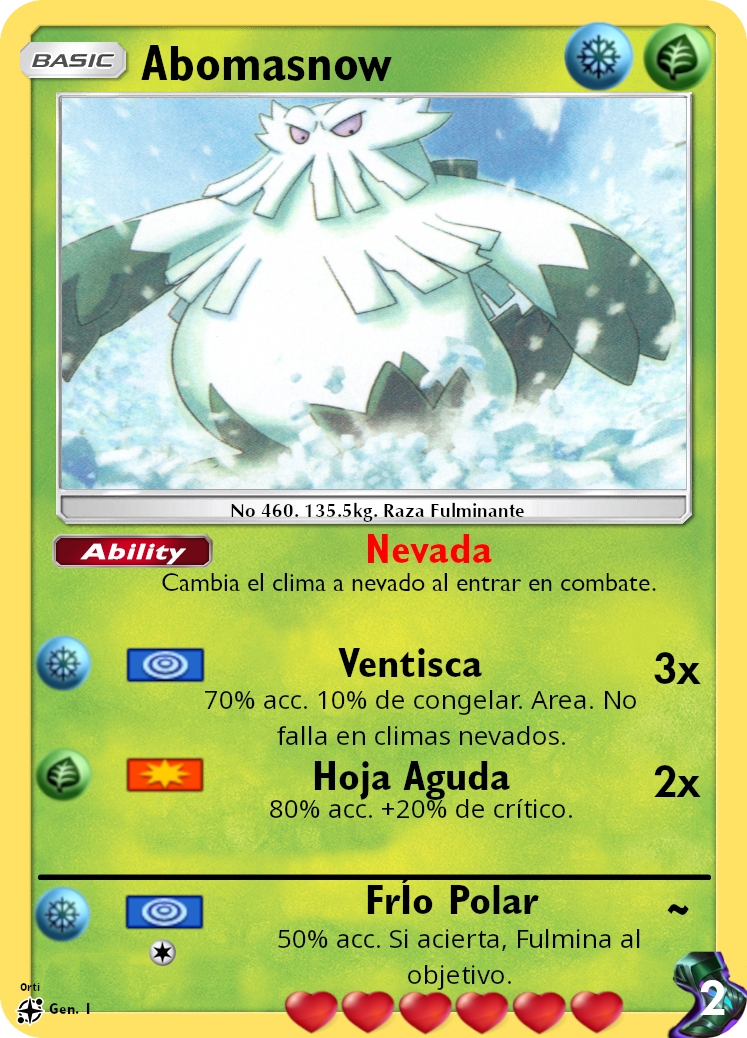 BASIC Abomasnow
No 460. 135.5kg. Raza Fulminante
Ability Nevada
Cambia el clima a nevado al entrar en combate.
Ventisca 3x
70% acc. 10% de congelar. Area. No
falla en climas nevados.
Hoja Aguda 2x
80% acc. +20% de crítico.
FrÍo Polar ~
50% acc. Si acierta, Fulmina al
objetivo.
Orti
Gen. 1
2